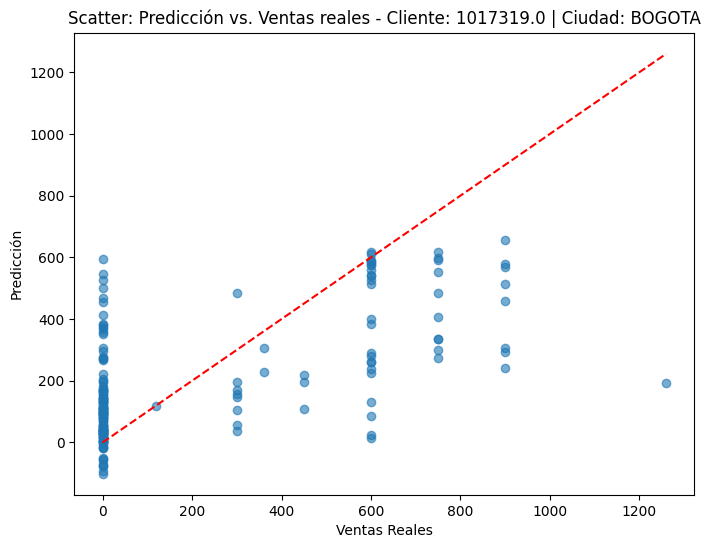 Scatter: Predicción vs. Ventas reales - Cliente: 1017319.0 | Ciudad: BOGOTA
1200
1000
800
600
400
200
0
Predicción
0 200 400 600 800 1000 1200
Ventas Reales